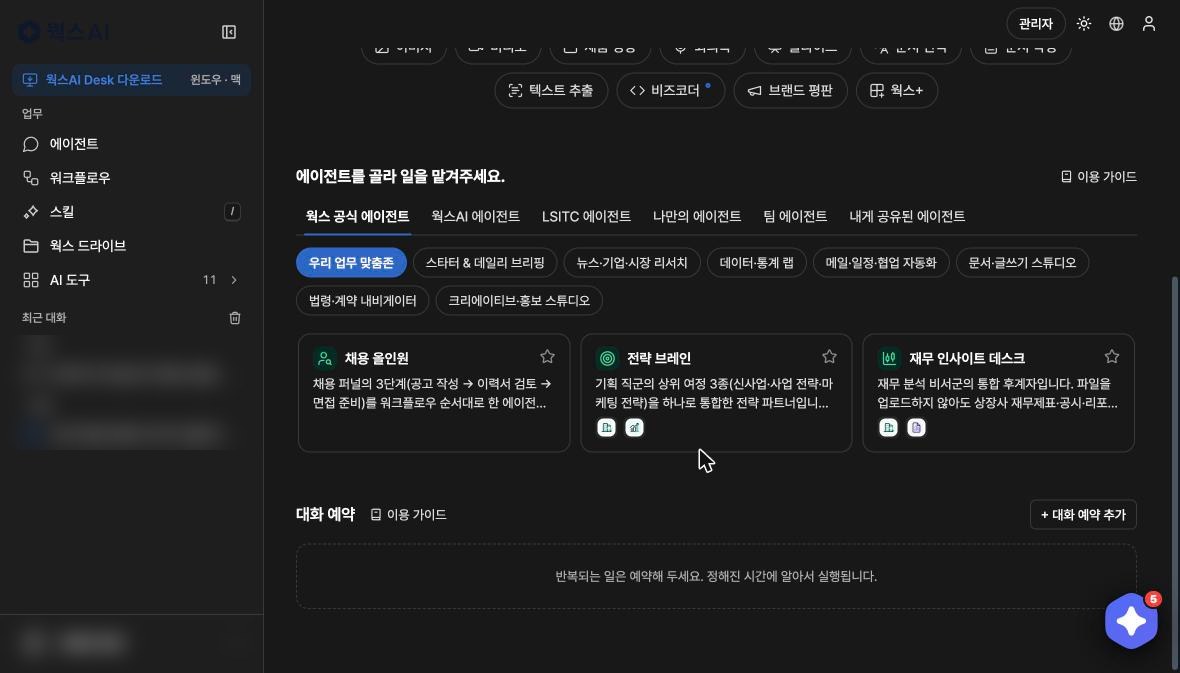 웍스AI
관리자
웍스AI Desk 다운로드 윈도우 · 맥
업무
에이전트
워크플로우
스킬 /
웍스 드라이브
AI 도구 11
최근 대화
텍스트 추출 비즈코더 브랜드 평판 웍스+
에이전트를 골라 일을 맡겨주세요. 이용 가이드
웍스 공식 에이전트 웍스AI 에이전트 LSITC 에이전트 나만의 에이전트 팀 에이전트 내게 공유된 에이전트
우리 업무 맞춤존 스타터 & 데일리 브리핑 뉴스·기업·시장 리서치 데이터·통계 랩 메일·일정·협업 자동화 문서·글쓰기 스튜디오
법령·계약 내비게이터 크리에이티브·홍보 스튜디오
채용 올인원
채용 퍼널의 3단계(공고 작성 → 이력서 검토 →
면접 준비)를 워크플로우 순서대로 한 에이전...
전략 브레인
기획 직군의 상위 여정 3종(신사업·사업 전략·마
케팅 전략)을 하나로 통합한 전략 파트너입니...
재무 인사이트 데스크
재무 분석 비서군의 통합 후계자입니다. 파일을
업로드하지 않아도 상장사 재무제표·공시·리포...
대화 예약 이용 가이드 + 대화 예약 추가
반복되는 일은 예약해 두세요. 정해진 시간에 알아서 실행됩니다.
5